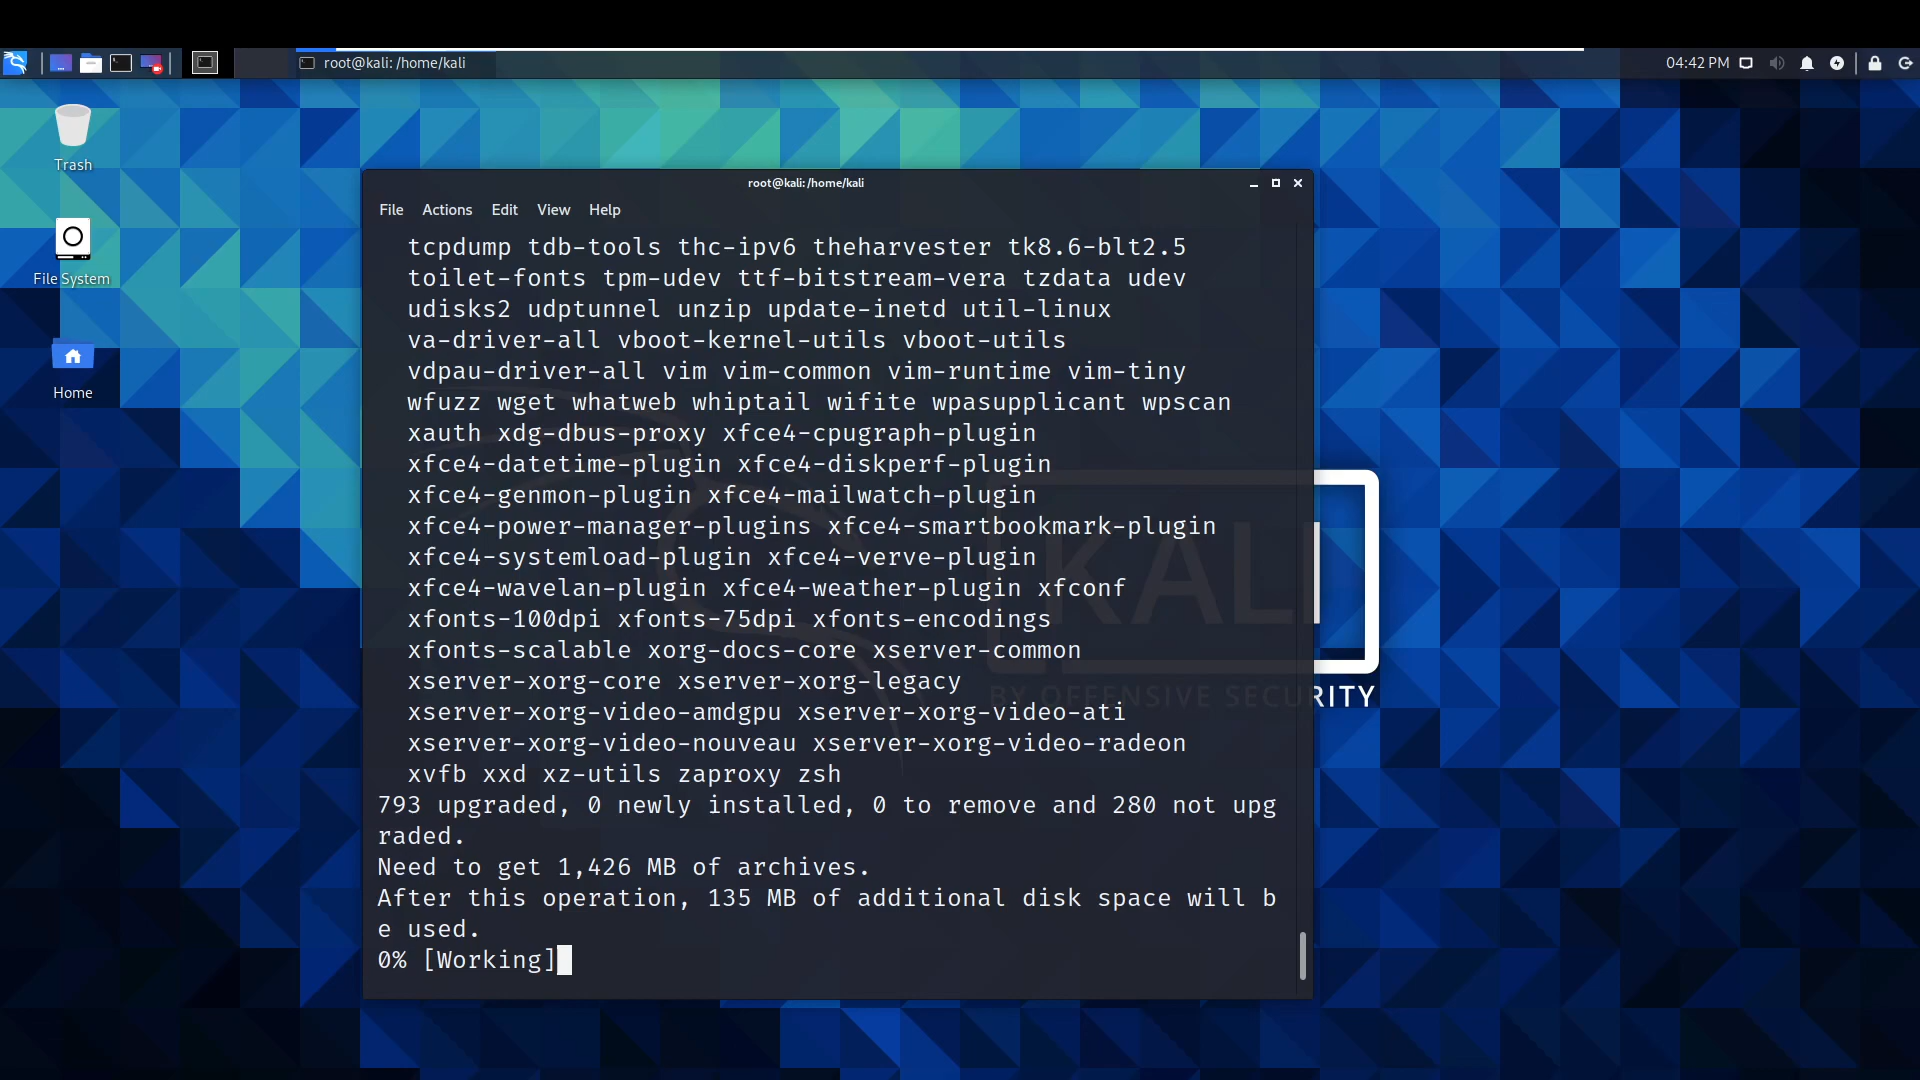 root@kali: /home/kali
04:42 PM
Trash
File System
Home
root@kali: /home/kali
File Actions Edit View Help
tcpdump tdb-tools thc-ipv6 theharvester tk8.6-blt2.5
toilet-fonts tpm-udev ttf-bitstream-vera tzdata udev
udisks2 udptunnel unzip update-inetd util-linux
va-driver-all vboot-kernel-utils vboot-utils
vdpau-driver-all vim vim-common vim-runtime vim-tiny
wfuzz wget whatweb whiptail wifite wpasupplicant wpscan
xauth xdg-dbus-proxy xfce4-cpugraph-plugin
xfce4-datetime-plugin xfce4-diskperf-plugin
xfce4-genmon-plugin xfce4-mailwatch-plugin
xfce4-power-manager-plugins xfce4-smartbookmark-plugin
xfce4-systemload-plugin xfce4-verve-plugin
xfce4-wavelan-plugin xfce4-weather-plugin xfconf
xfonts-100dpi xfonts-75dpi xfonts-encodings
xfonts-scalable xorg-docs-core xserver-common
xserver-xorg-core xserver-xorg-legacy
xserver-xorg-video-amdgpu xserver-xorg-video-ati
xserver-xorg-video-nouveau xserver-xorg-video-radeon
xvfb xxd xz-utils zaproxy zsh
793 upgraded, 0 newly installed, 0 to remove and 280 not upg
raded.
Need to get 1,426 MB of archives.
After this operation, 135 MB of additional disk space will b
e used.
0% [Working]
KALI
BY OFFENSIVE SECURITY